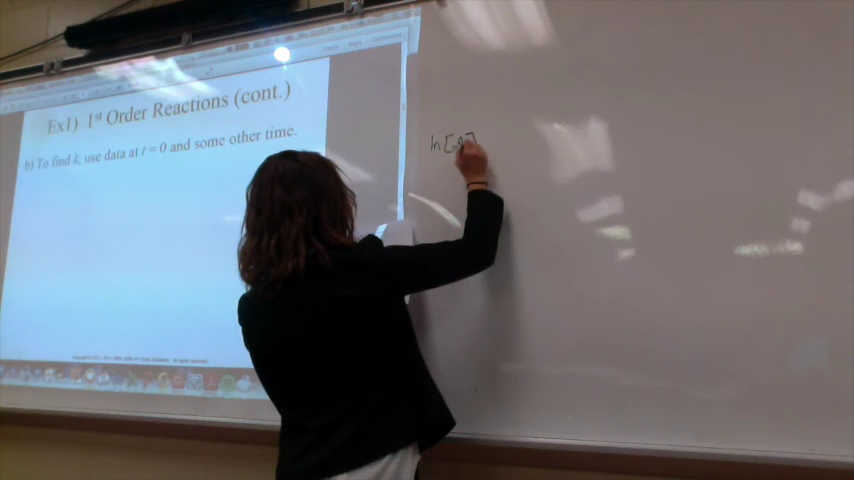 Ex1) 1st Order Reactions (cont.)
b) To find k, use data at t = 0 and some other time.
ln[A]